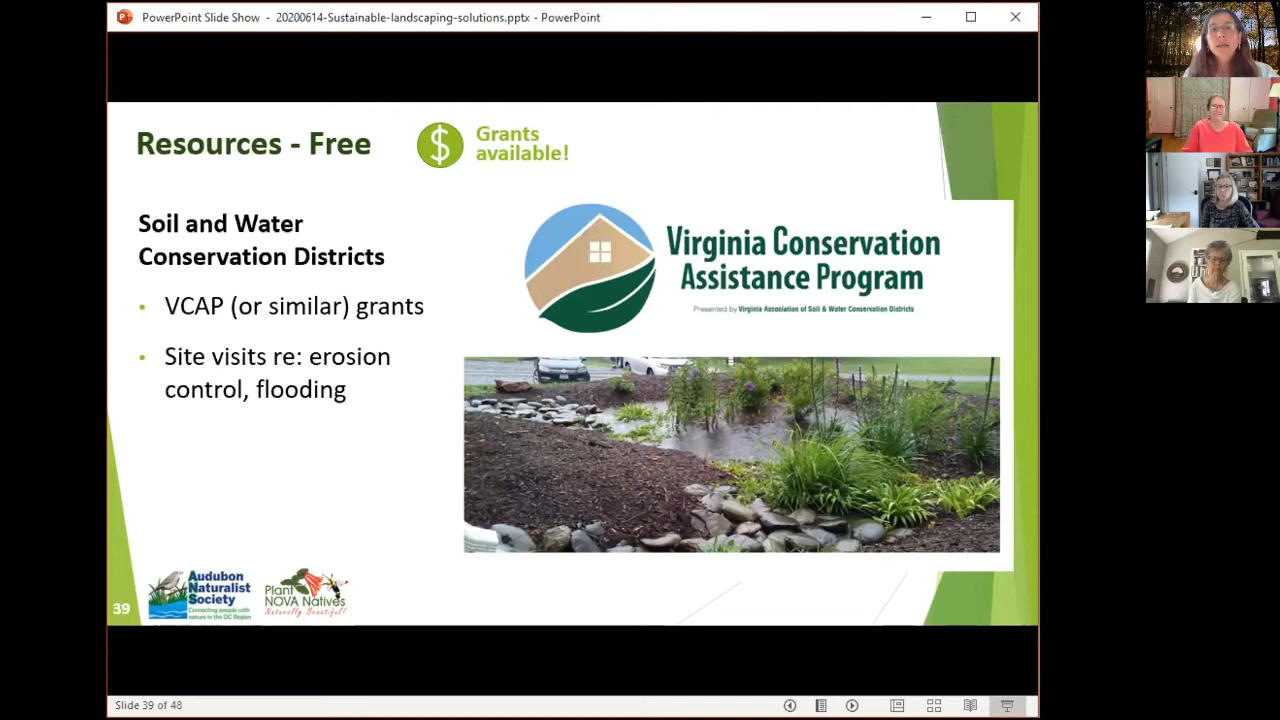 PowerPoint Slide Show - 20200614-Sustainable-landscaping-solutions.pptx - PowerPoint
Resources - Free
Grants
available!
Soil and Water
Conservation Districts
• VCAP (or similar) grants
• Site visits re: erosion
control, flooding
Virginia Conservation
Assistance Program
Presented by Virginia Association of Soil & Water Conservation Districts
39
Audubon
Naturalist
Society
Connecting people with
nature in the DC Region
Plant
NOVA Natives
Naturally Beautiful!
Slide 39 of 48